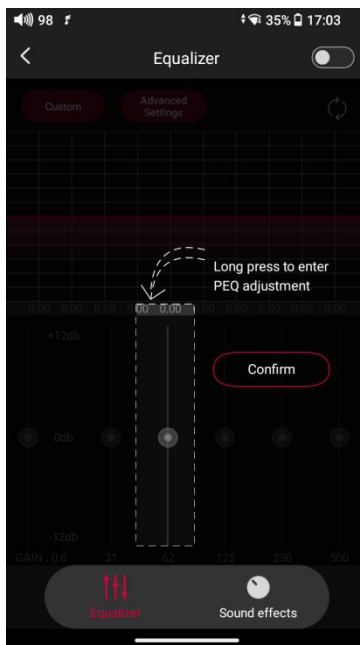 98 35% 17:03
Equalizer
Custom
Advanced
Settings
Long press to enter
PEQ adjustment
0.00 0.00 0.00 0.00 0.00 0.00 0.00 0.00 0.00
+12db
Confirm
0db
-12db
GAIN : 0.0 31 62 125 250 500
Equalizer Sound effects